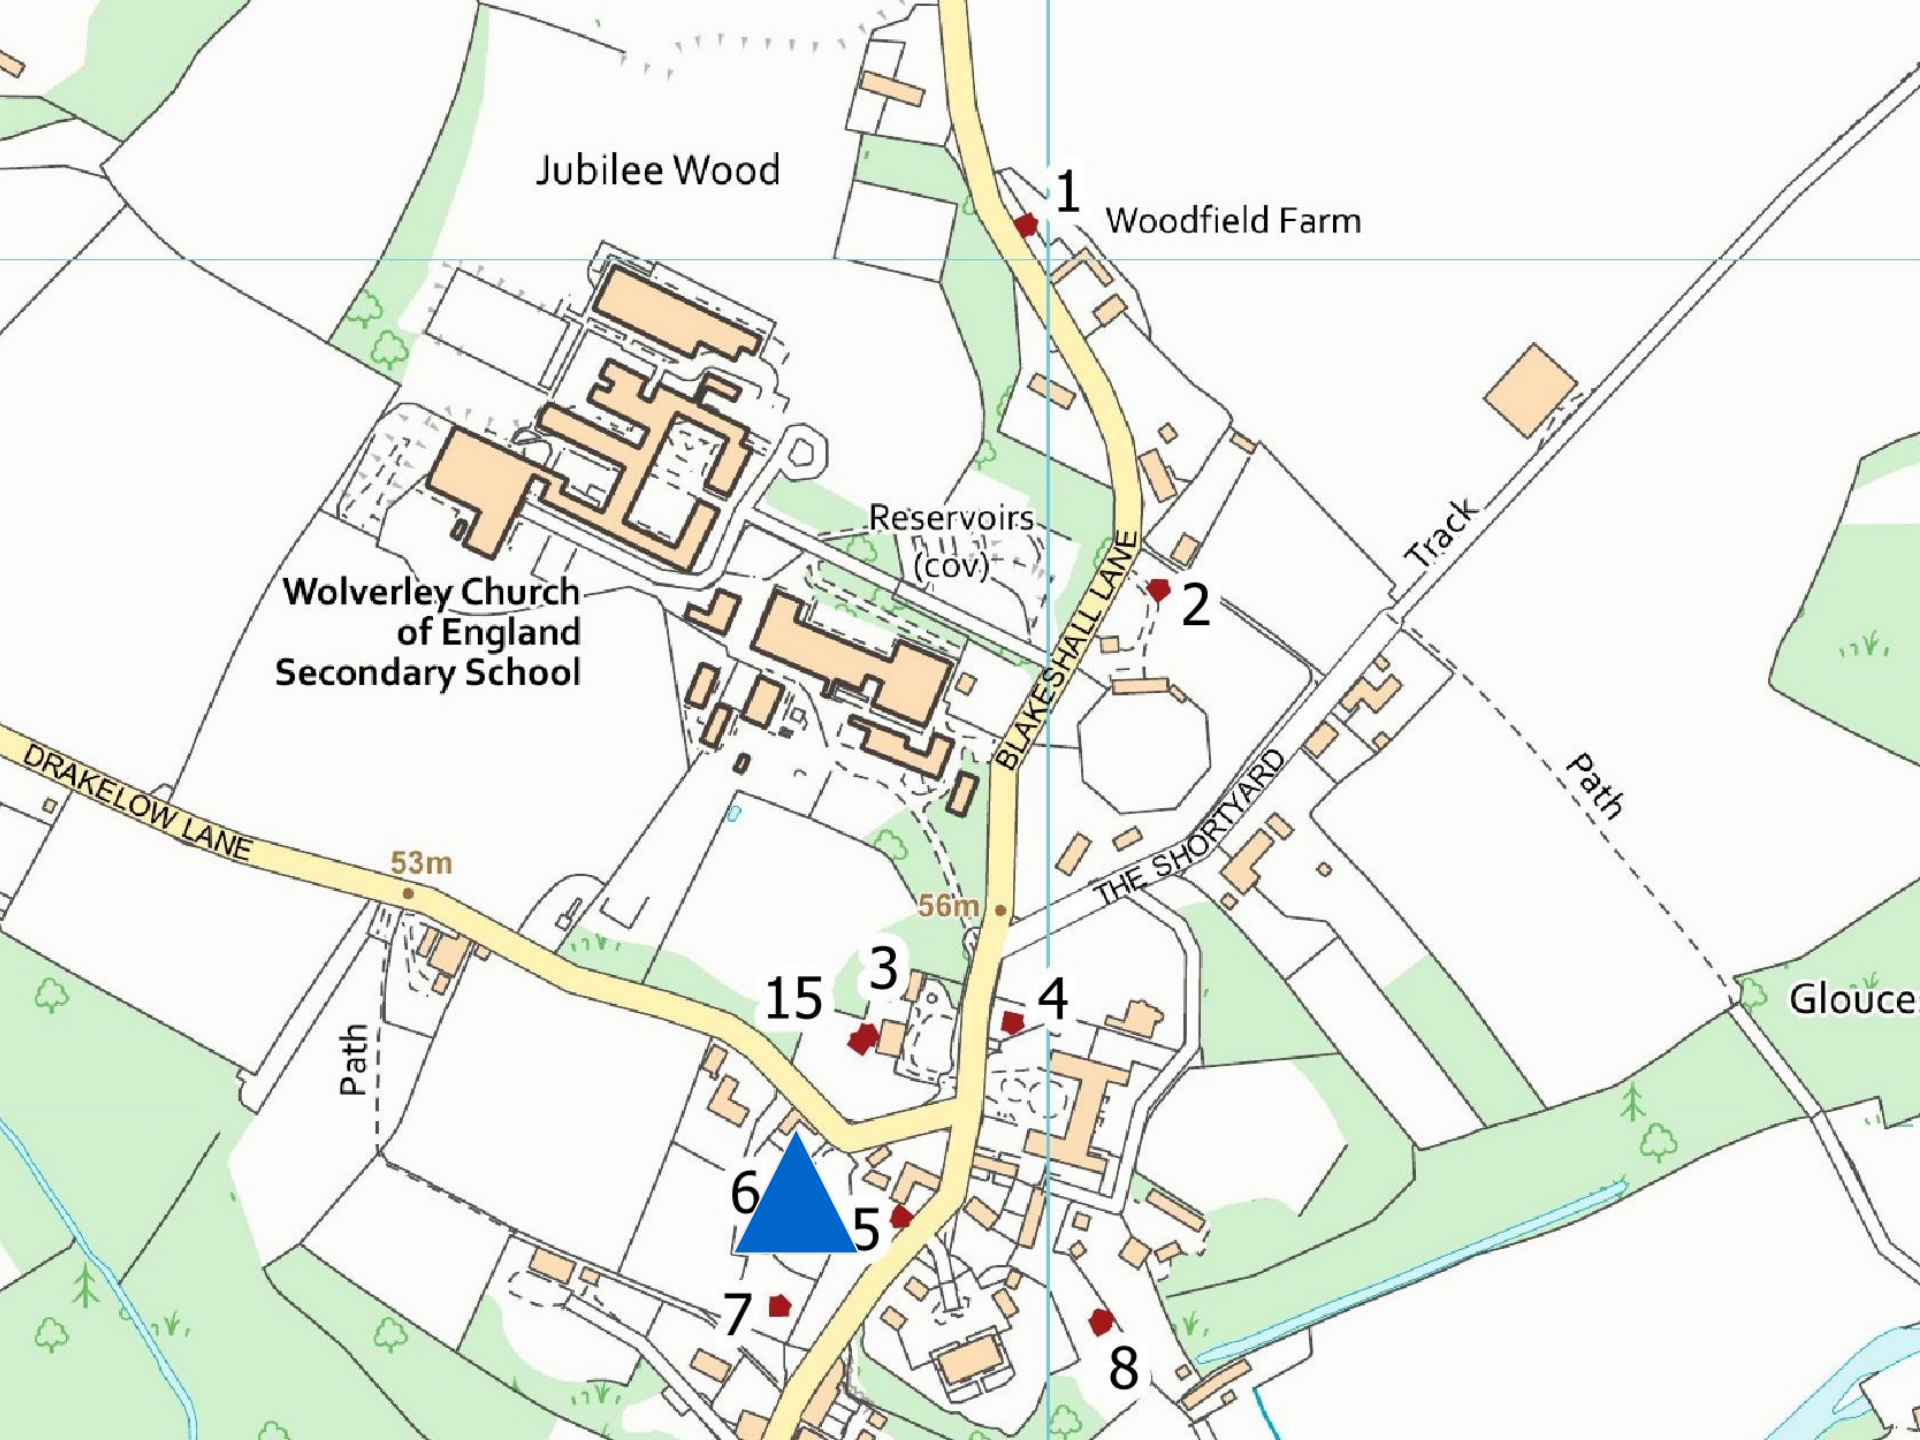 Jubilee Wood
1
Woodfield Farm
Track
Reservoirs
(cov)
BLAKESHALL LANE
2
Wolverley Church
of England
Secondary School
DRAKELOW LANE
THE SHORTYARD
Path
53m
56m
3
15
4
Glouce
Path
6
5
7
8